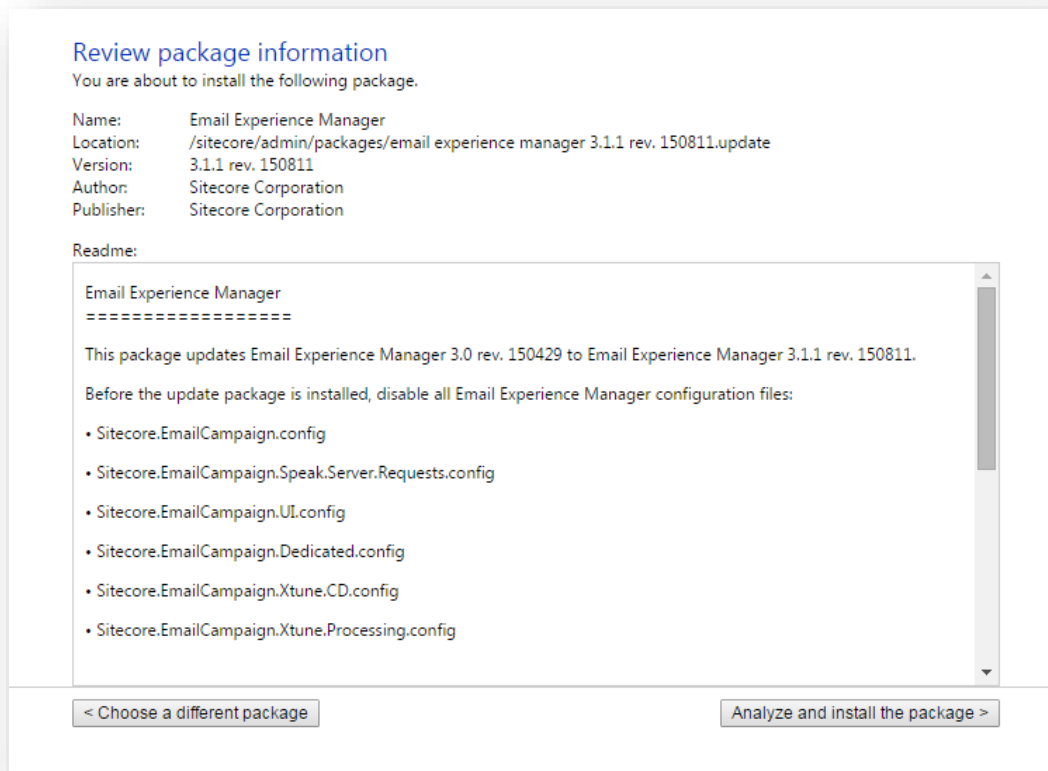 Review package information
You are about to install the following package.
Name: Email Experience Manager
Location: /sitecore/admin/packages/email experience manager 3.1.1 rev. 150811.update
Version: 3.1.1 rev. 150811
Author: Sitecore Corporation
Publisher: Sitecore Corporation
Readme:
Email Experience Manager
==================
This package updates Email Experience Manager 3.0 rev. 150429 to Email Experience Manager 3.1.1 rev. 150811.
Before the update package is installed, disable all Email Experience Manager configuration files:
• Sitecore.EmailCampaign.config
• Sitecore.EmailCampaign.Speak.Server.Requests.config
• Sitecore.EmailCampaign.UI.config
• Sitecore.EmailCampaign.Dedicated.config
• Sitecore.EmailCampaign.Xtune.CD.config
• Sitecore.EmailCampaign.Xtune.Processing.config
< Choose a different package
Analyze and install the package >